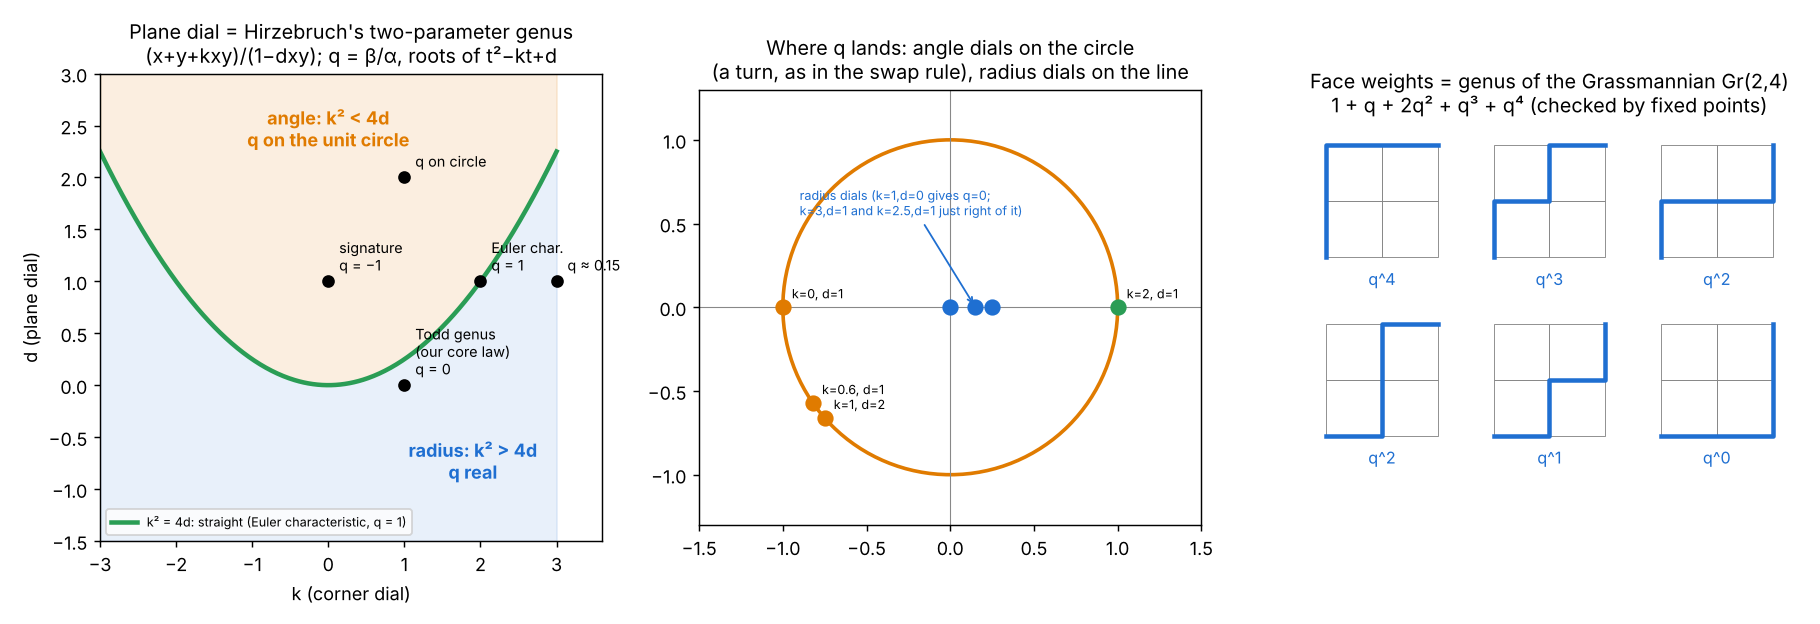 Plane dial = Hirzebruch's two-parameter genus
(x+y+kxy)/(1−dxy); q = β/α, roots of t²−kt+d
3.0
2.5
2.0
1.5
1.0
0.5
0.0
−0.5
−1.0
−1.5
d (plane dial)
angle: k² < 4d
q on the unit circle
q on circle
signature
q = −1
Euler char.
q = 1
q ≈ 0.15
Todd genus
(our core law)
q = 0
radius: k² > 4d
q real
k² = 4d: straight (Euler characteristic, q = 1)
−3
−2
−1
0
1
2
3
k (corner dial)
Where q lands: angle dials on the circle
(a turn, as in the swap rule), radius dials on the line
1.0
0.5
0.0
−0.5
−1.0
radius dials (k=1,d=0 gives q=0;
k=3,d=1 and k=2.5,d=1 just right of it)
k=0, d=1
k=2, d=1
k=0.6, d=1
k=1, d=2
−1.5
−1.0
−0.5
0.0
0.5
1.0
1.5
Face weights = genus of the Grassmannian Gr(2,4)
1 + q + 2q² + q³ + q⁴ (checked by fixed points)
q^4
q^3
q^2
q^2
q^1
q^0